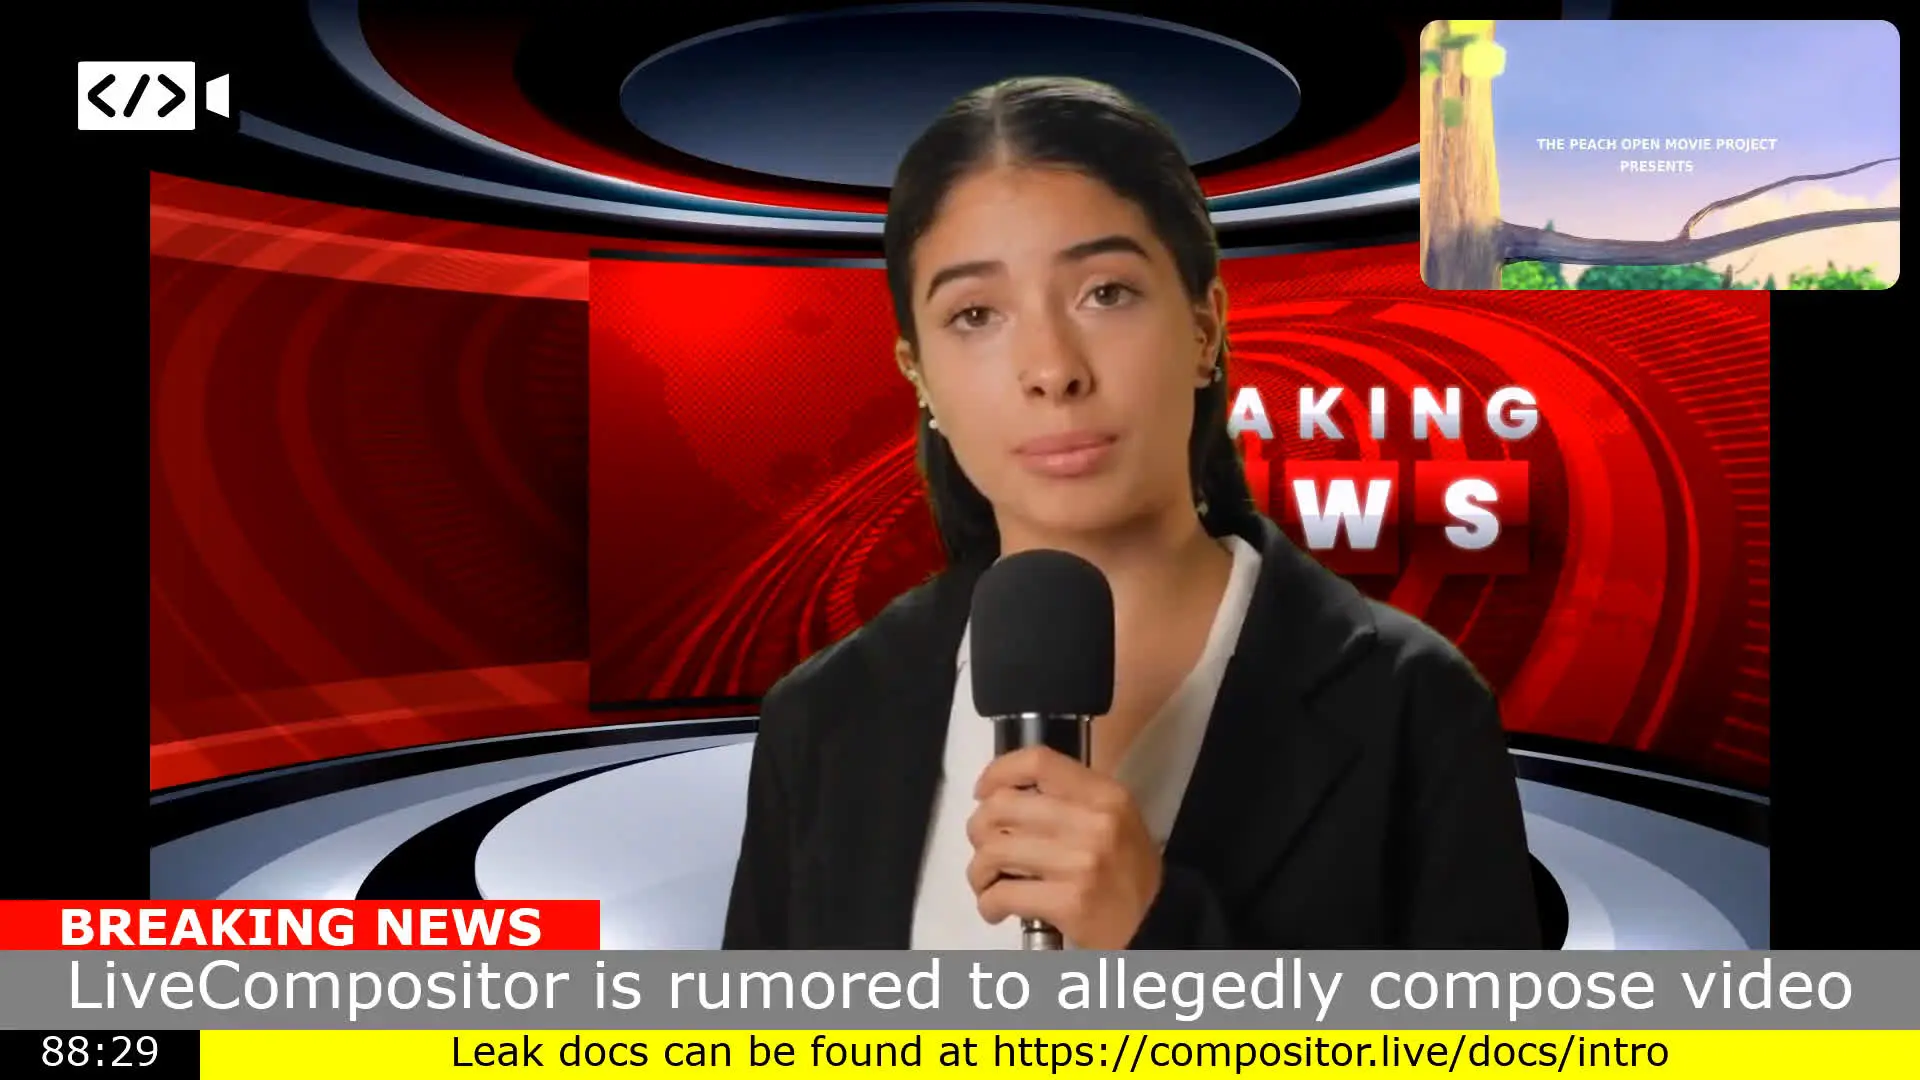 </>
THE PEACH OPEN MOVIE PROJECT
PRESENTS
AKING
WS
BREAKING NEWS
LiveCompositor is rumored to allegedly compose video
88:29
Leak docs can be found at https://compositor.live/docs/intro